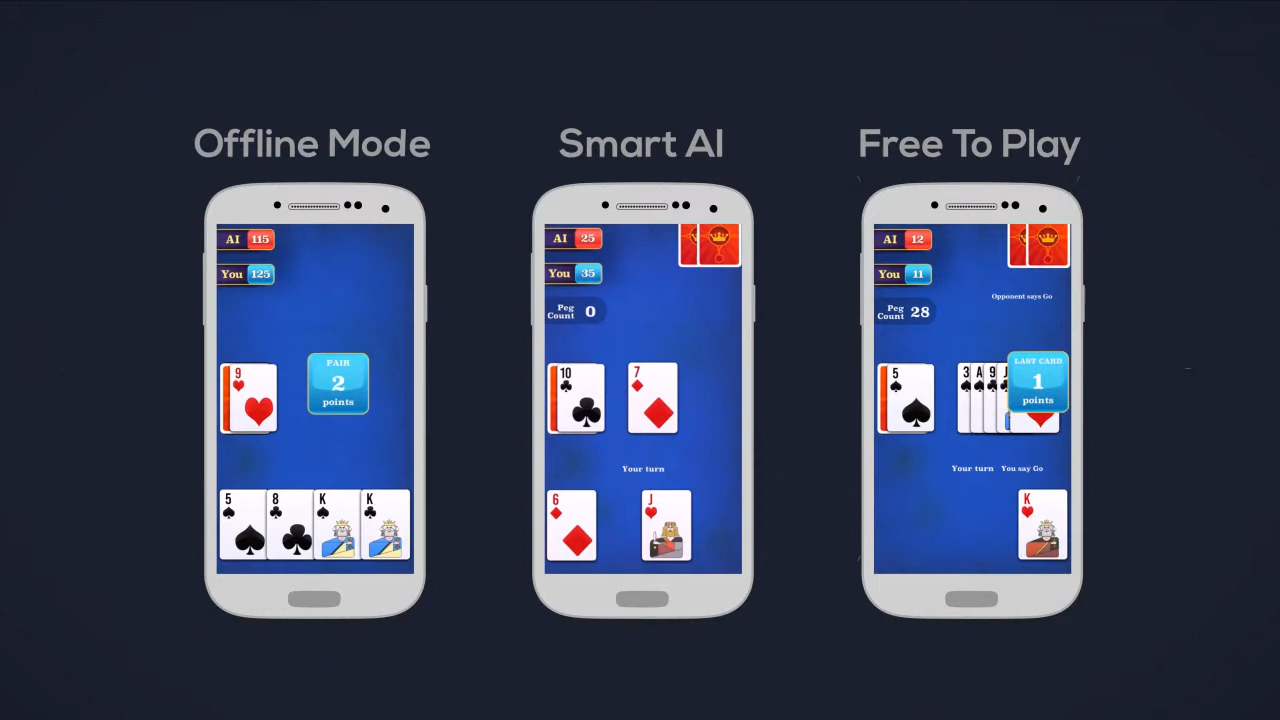 Offline Mode
AI 115
You 125
9
PAIR
2
points
5 8 K K
Smart AI
AI 25
You 35
Peg
Count 0
10 7
Your turn
6 J
Free To Play
AI 12
You 11
Opponent says Go
Peg
Count 28
5 3 A 9 J
LAST CARD
1
points
Your turn You say Go
K